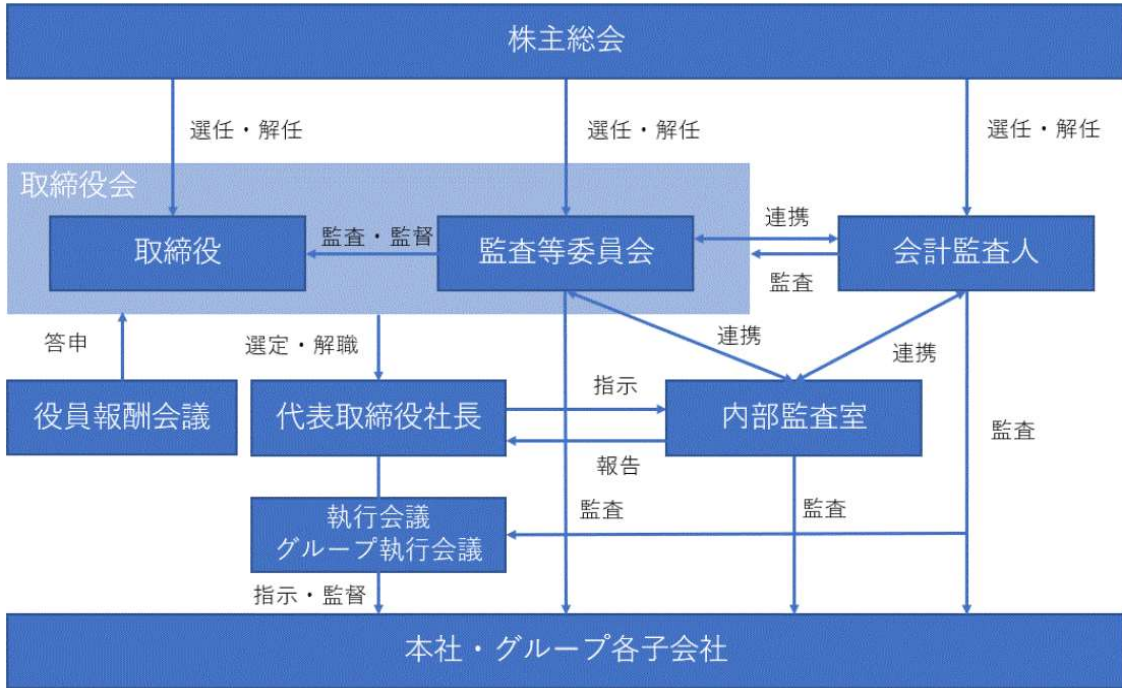 株主総会
選任・解任
選任・解任
選任・解任
取締役会
取締役
監査・監督
監査等委員会
連携
監査
会計監査人
答申
選定・解職
連携
連携
役員報酬会議
代表取締役社長
指示
報告
内部監査室
監査
執行会議
グループ執行会議
監査
監査
指示・監督
本社・グループ各子会社